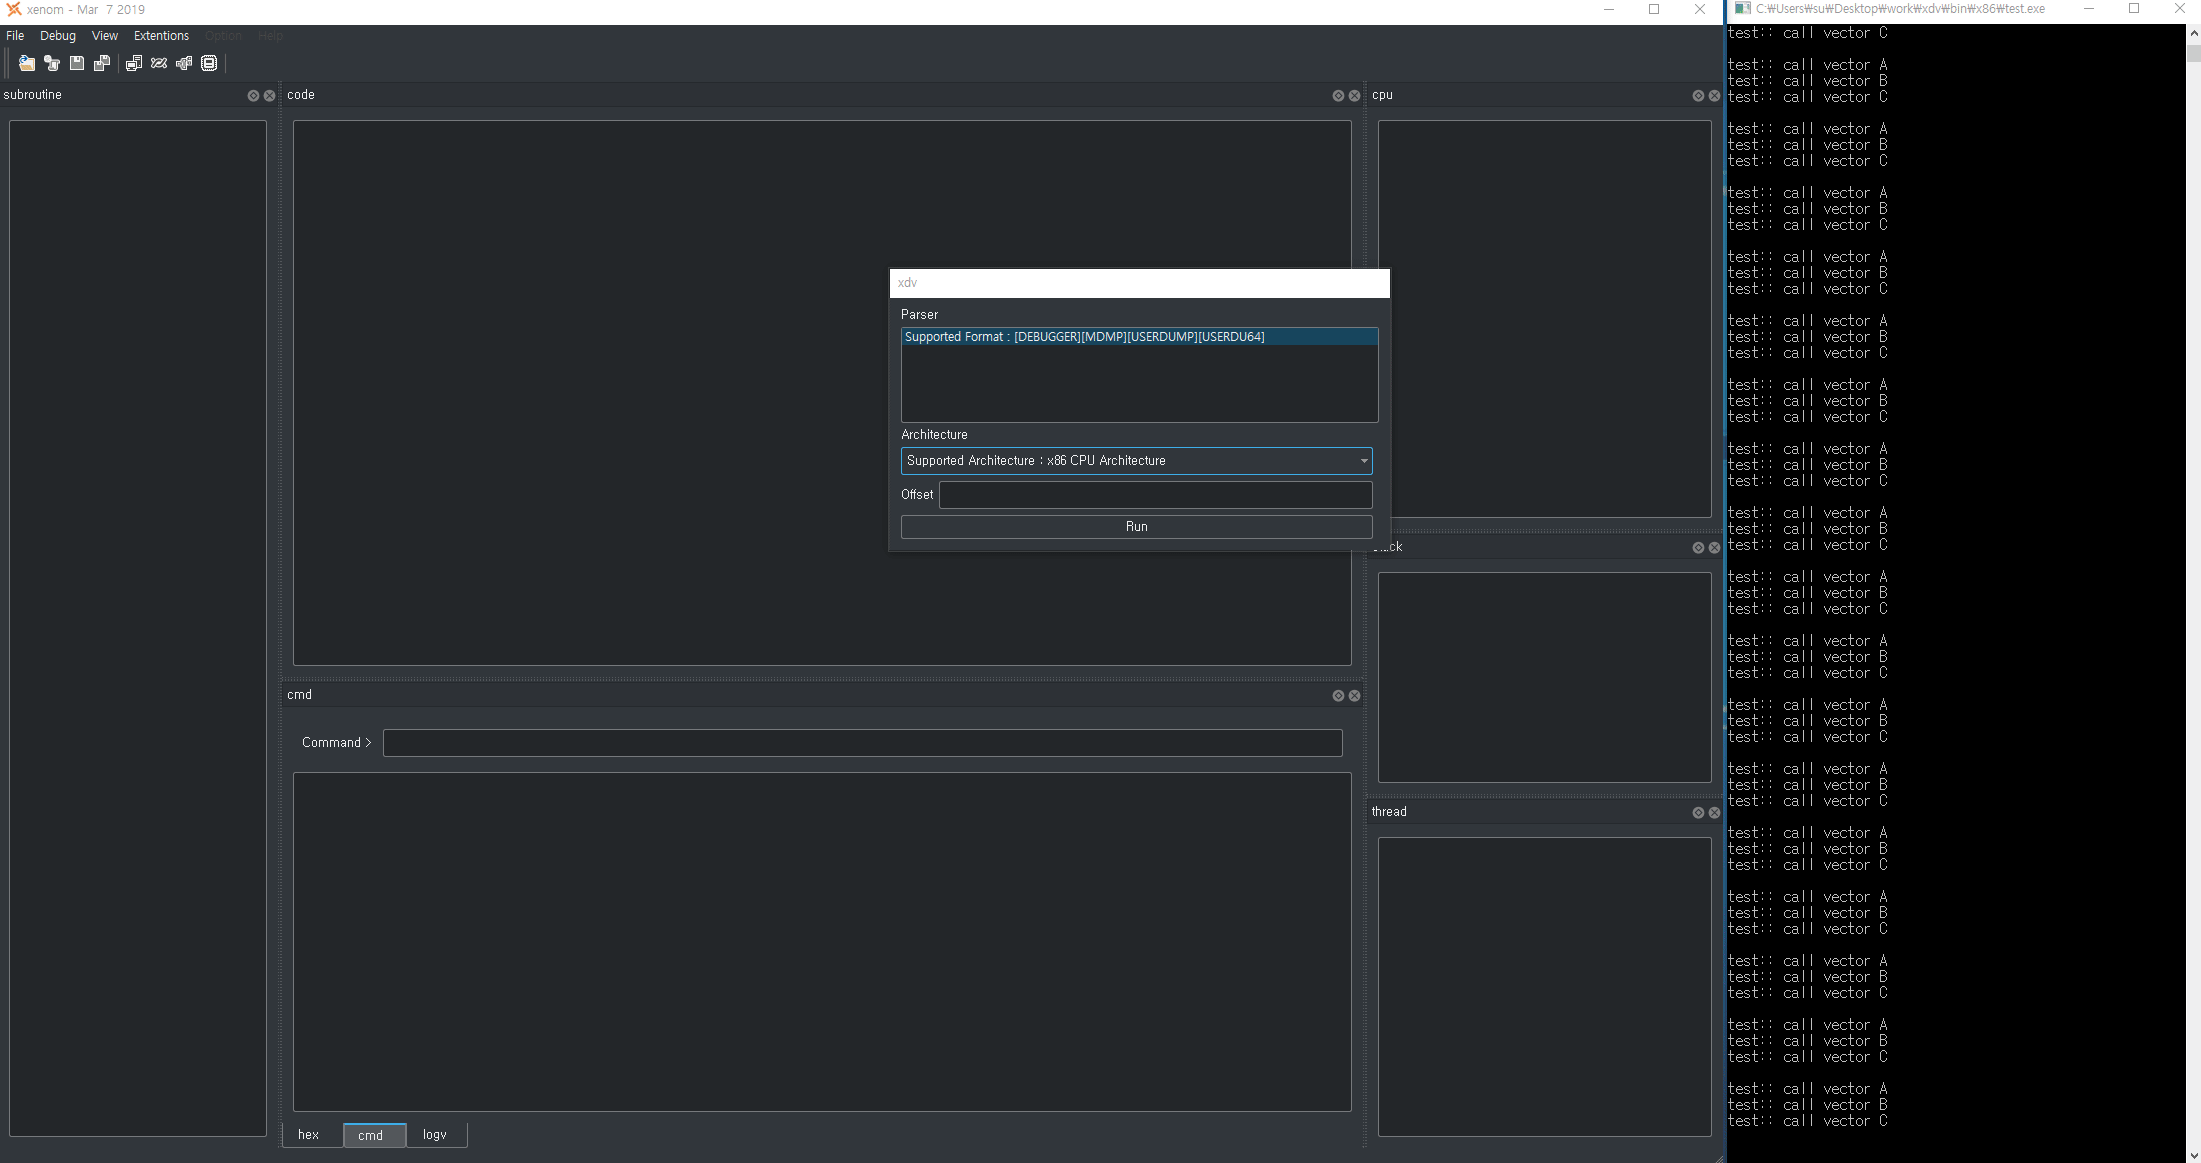 xenom - Mar  7 2019
File Debug View Extentions Option Help
subroutine
code
cpu
xdv
Parser
Supported Format : [DEBUGGER][MDMP][USERDUMP][USERDU64]
Architecture
Supported Architecture : x86 CPU Architecture
Offset
Run
cmd
Command >
hex cmd logv
thread
C:₩Users₩su₩Desktop₩work₩xdv₩bin₩x86₩test.exe
test:: call vector C
test:: call vector A
test:: call vector B
test:: call vector C
test:: call vector A
test:: call vector B
test:: call vector C
test:: call vector A
test:: call vector B
test:: call vector C
test:: call vector A
test:: call vector B
test:: call vector C
test:: call vector A
test:: call vector B
test:: call vector C
test:: call vector A
test:: call vector B
test:: call vector C
test:: call vector A
test:: call vector B
test:: call vector C
test:: call vector A
test:: call vector B
test:: call vector C
test:: call vector A
test:: call vector B
test:: call vector C
test:: call vector A
test:: call vector B
test:: call vector C
test:: call vector A
test:: call vector B
test:: call vector C
test:: call vector A
test:: call vector B
test:: call vector C
test:: call vector A
test:: call vector B
test:: call vector C
test:: call vector A
test:: call vector B
test:: call vector C
test:: call vector A
test:: call vector B
test:: call vector C
test:: call vector A
test:: call vector B
test:: call vector C
test:: call vector A
test:: call vector B
test:: call vector C